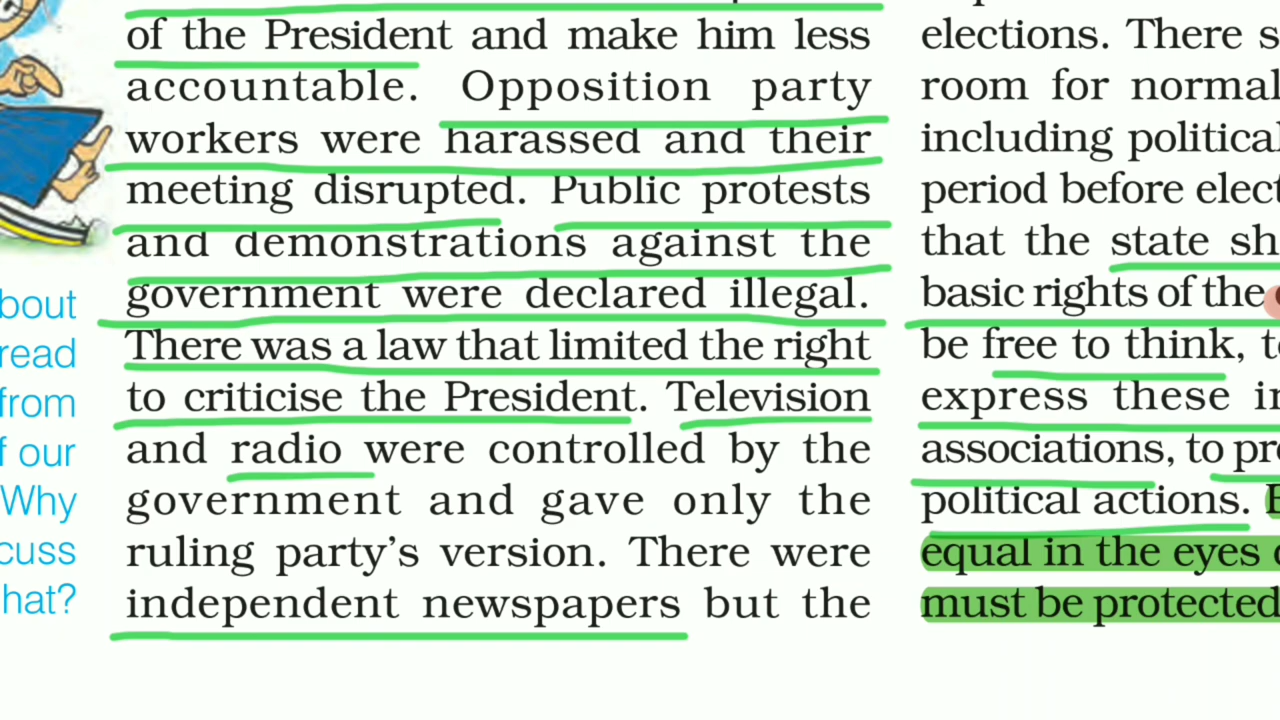 of the President and make him less
accountable. Opposition party
workers were harassed and their
meeting disrupted. Public protests
and demonstrations against the
government were declared illegal.
There was a law that limited the right
to criticise the President. Television
and radio were controlled by the
government and gave only the
ruling party's version. There were
independent newspapers but the
elections. There
room for normal
including political
period before
that the state
basic rights of the
be free to think,
express these
associations, to
political actions.
equal in the eyes
must be protected
bout
read
from
our
Why
cuss
hat?